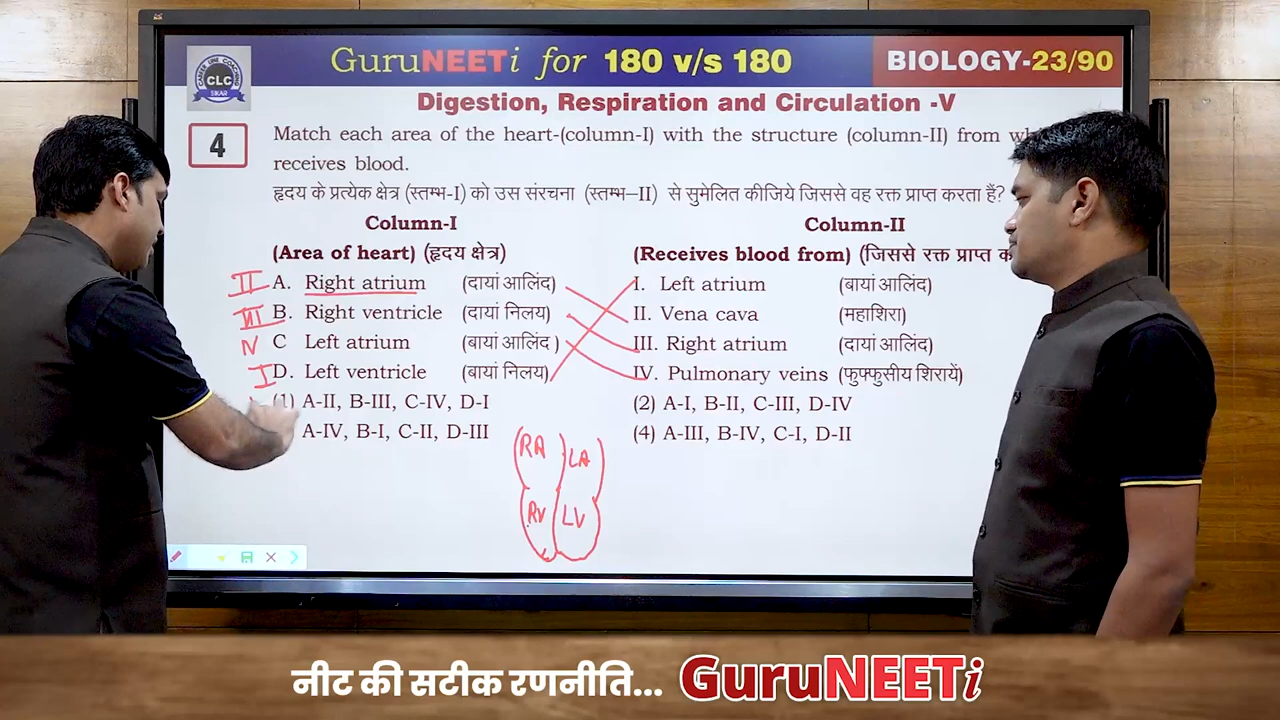 GuruNEETi for 180 v/s 180
BIOLOGY-23/90
CLC
SIKAR
Digestion, Respiration and Circulation -V
4
Match each area of the heart-(column-I) with the structure (column-II) from
receives blood.
हृदय के प्रत्येक क्षेत्र (स्तम्भ-I) को उस संरचना (स्तम्भ–II) से सुमेलित कीजिये जिससे वह रक्त प्राप्त करता हैं?
Column-I
Column-II
(Area of heart) (हृदय क्षेत्र)
(Receives blood from) (जिससे रक्त प्राप्त
II A. Right atrium (दायां आलिंद) I. Left atrium (बायां आलिंद)
III B. Right ventricle (दायां निलय) II. Vena cava (महाशिरा)
IV C Left atrium (बायां आलिंद ) III. Right atrium (दायां आलिंद)
I D. Left ventricle (बायां निलय) IV. Pulmonary veins (फुफ्फुसीय शिरायें)
(1) A-II, B-III, C-IV, D-I (2) A-I, B-II, C-III, D-IV
A-IV, B-I, C-II, D-III (4) A-III, B-IV, C-I, D-II
RA LA
RV LV
नीट की सटीक रणनीति... GuruNEETi